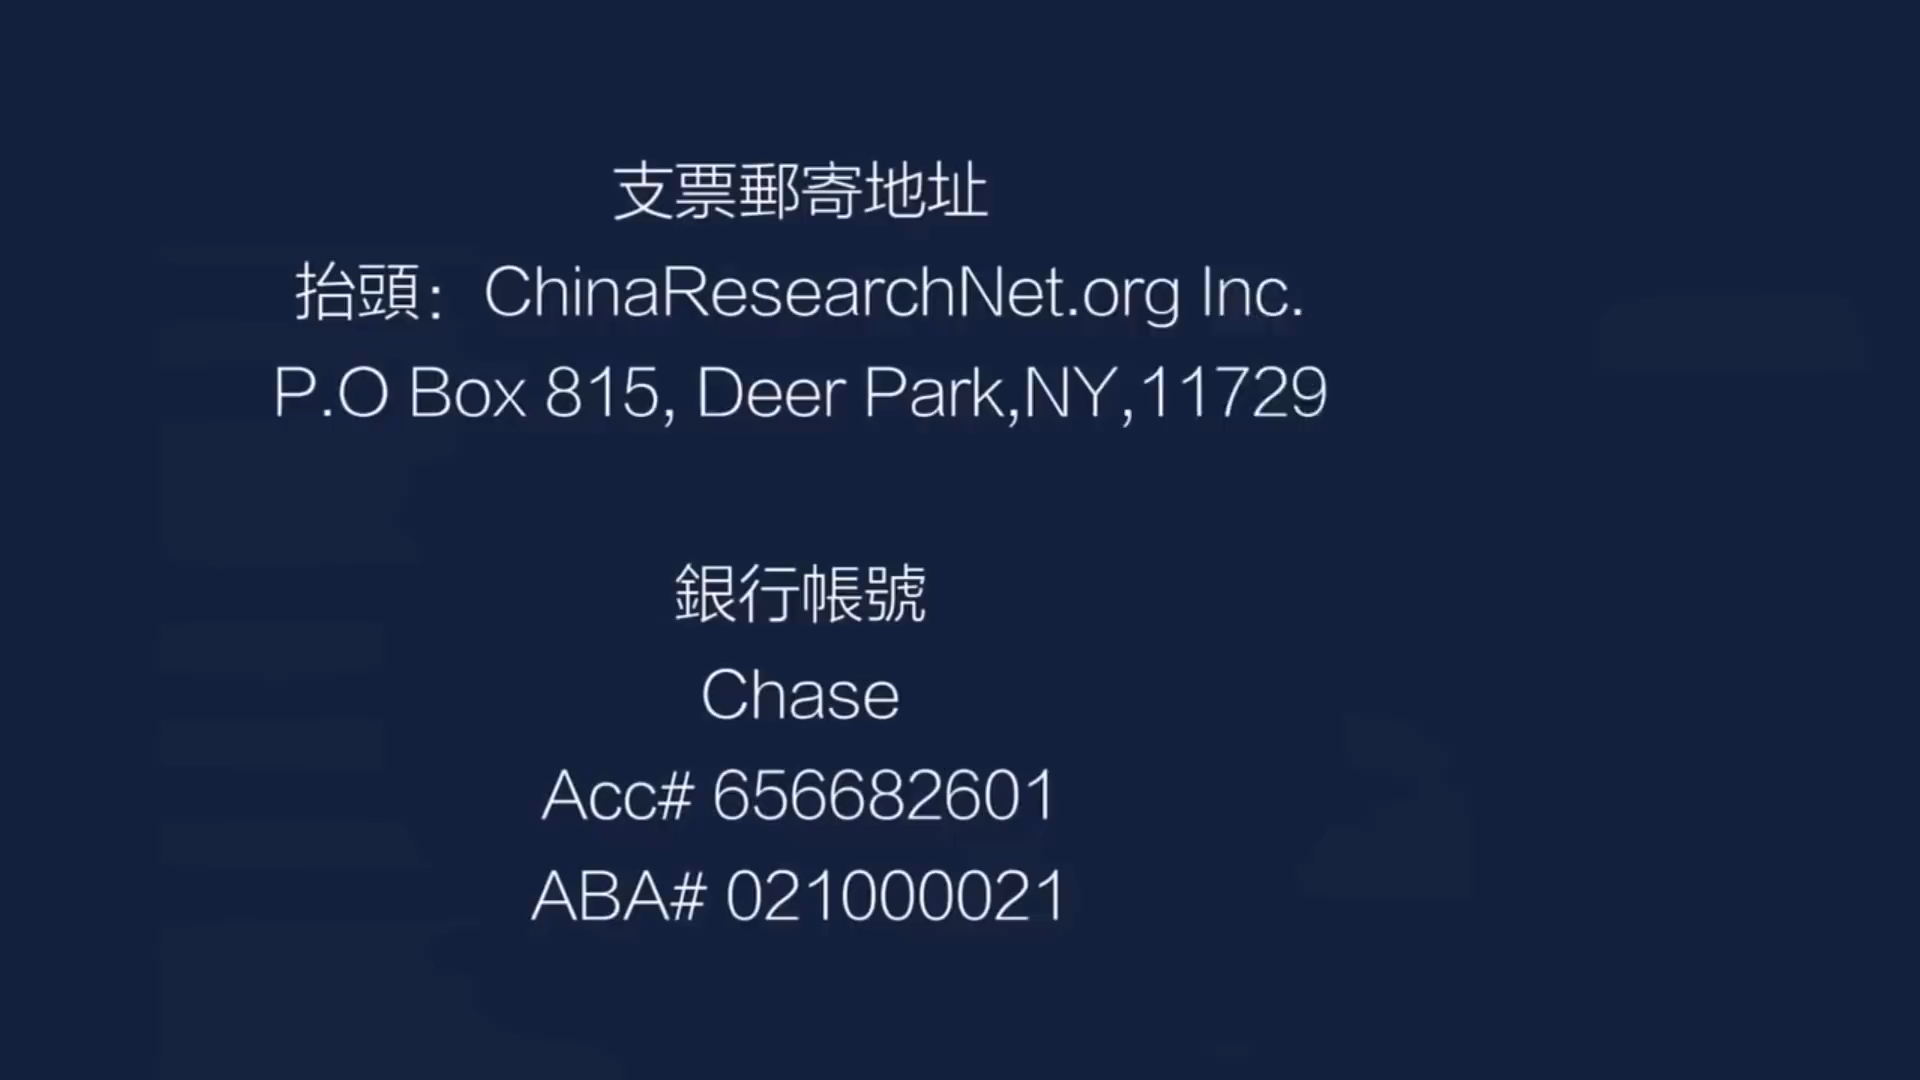 支票郵寄地址
抬頭：ChinaResearchNet.org Inc.
P.O Box 815, Deer Park,NY,11729
銀行帳號
Chase
Acc# 656682601
ABA# 021000021